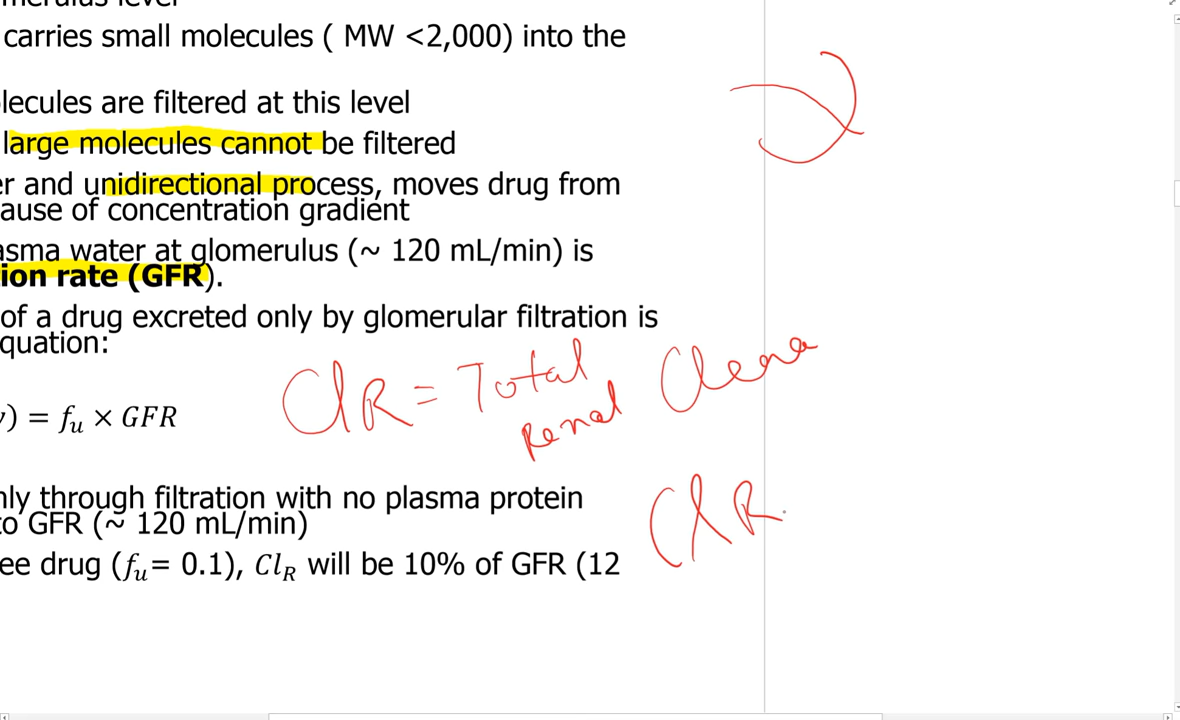 carries small molecules ( MW <2,000) into the
lecules are filtered at this level
large molecules cannot be filtered
er and unidirectional process, moves drug from
ause of concentration gradient
asma water at glomerulus (~ 120 mL/min) is
ion rate (GFR).
of a drug excreted only by glomerular filtration is
quation:
ClR = Total Renal Cleara
) = fu × GFR
ClR
nly through filtration with no plasma protein
to GFR (~ 120 mL/min)
ee drug (fu= 0.1), ClR will be 10% of GFR (12